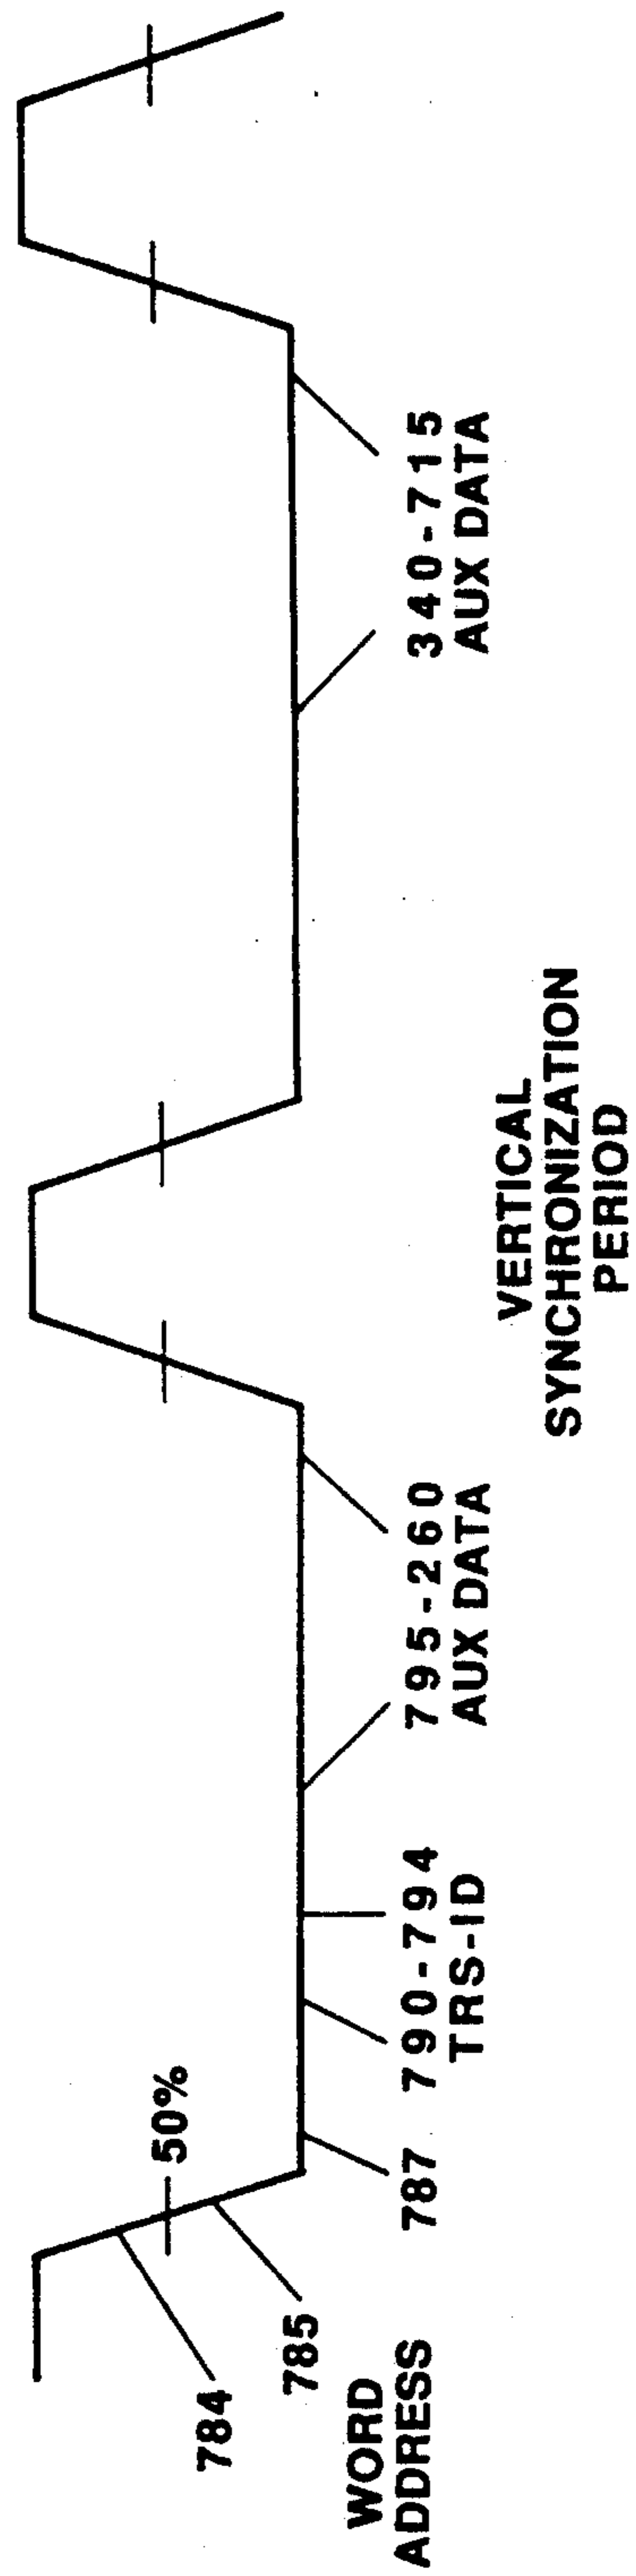 784
785
50%
WORD
ADDRESS
787
790-794
TRS-ID
795-260
AUX DATA
340-715
AUX DATA
VERTICAL
SYNCHRONIZATION
PERIOD